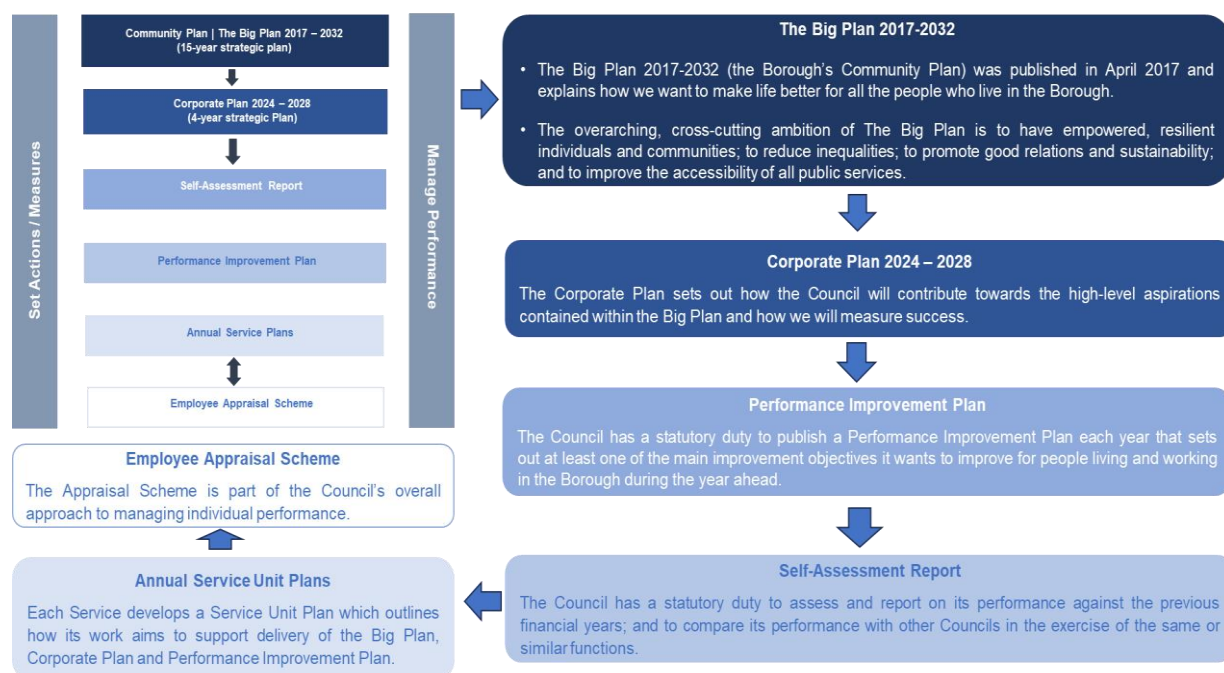 Set Actions / Measures
Community Plan | The Big Plan 2017 – 2032
(15-year strategic plan)
Corporate Plan 2024 – 2028
(4-year strategic Plan)
Self-Assessment Report
Performance Improvement Plan
Annual Service Plans
Employee Appraisal Scheme
Manage Performance
The Big Plan 2017-2032
• The Big Plan 2017-2032 (the Borough's Community Plan) was published in April 2017 and
explains how we want to make life better for all the people who live in the Borough.
• The overarching, cross-cutting ambition of The Big Plan is to have empowered, resilient
individuals and communities; to reduce inequalities; to promote good relations and sustainability;
and to improve the accessibility of all public services.
Corporate Plan 2024 – 2028
The Corporate Plan sets out how the Council will contribute towards the high-level aspirations
contained within the Big Plan and how we will measure success.
Performance Improvement Plan
The Council has a statutory duty to publish a Performance Improvement Plan each year that sets
out at least one of the main improvement objectives it wants to improve for people living and working
in the Borough during the year ahead.
Self-Assessment Report
The Council has a statutory duty to assess and report on its performance against the previous
financial years; and to compare its performance with other Councils in the exercise of the same or
similar functions.
Annual Service Unit Plans
Each Service develops a Service Unit Plan which outlines
how its work aims to support delivery of the Big Plan,
Corporate Plan and Performance Improvement Plan.
Employee Appraisal Scheme
The Appraisal Scheme is part of the Council's overall
approach to managing individual performance.